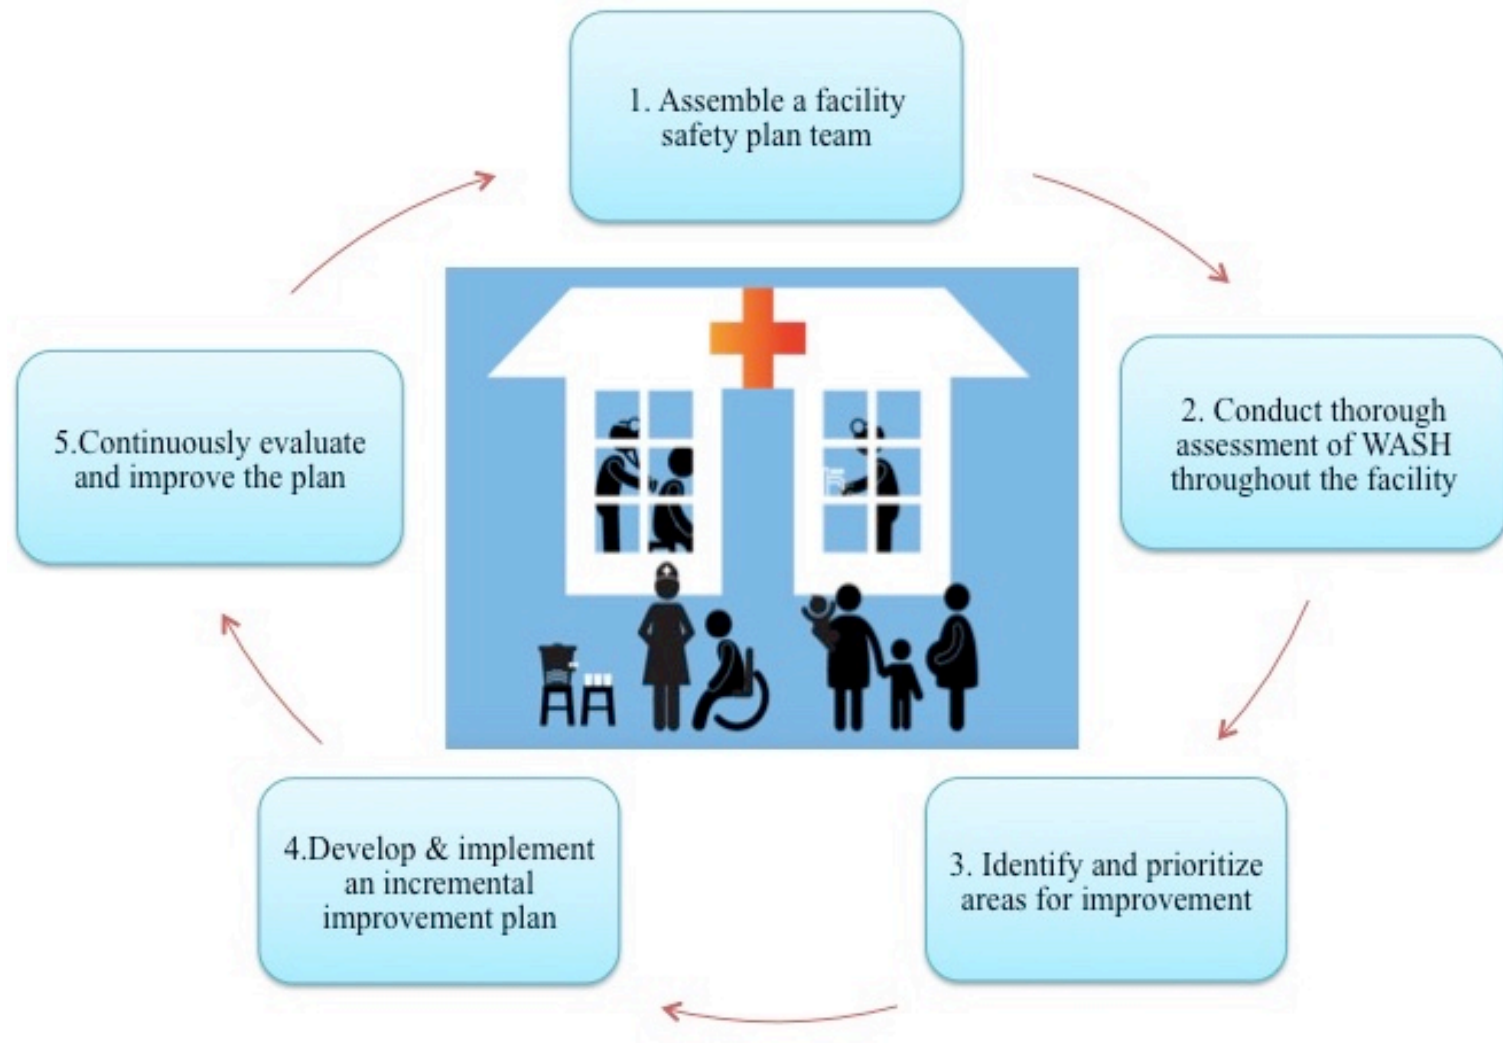 1. Assemble a facility
safety plan team
2. Conduct thorough
assessment of WASH
throughout the facility
3. Identify and prioritize
areas for improvement
4.Develop & implement
an incremental
improvement plan
5.Continuously evaluate
and improve the plan